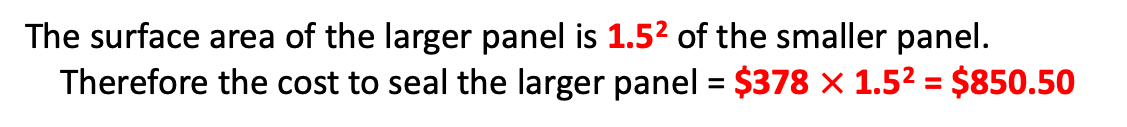 The surface area of the larger panel is 1.5² of the smaller panel.
Therefore the cost to seal the larger panel = $378 × 1.5² = $850.50